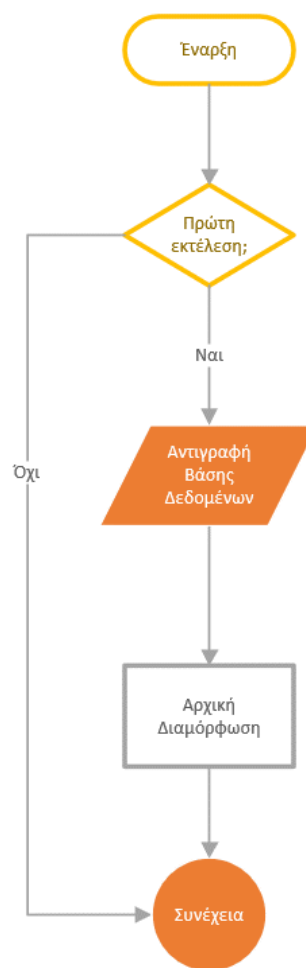 Έναρξη
Πρώτη
εκτέλεση;
Ναι
Αντιγραφή
Βάσης
Δεδομένων
Όχι
Αρχική
Διαμόρφωση
Συνέχεια